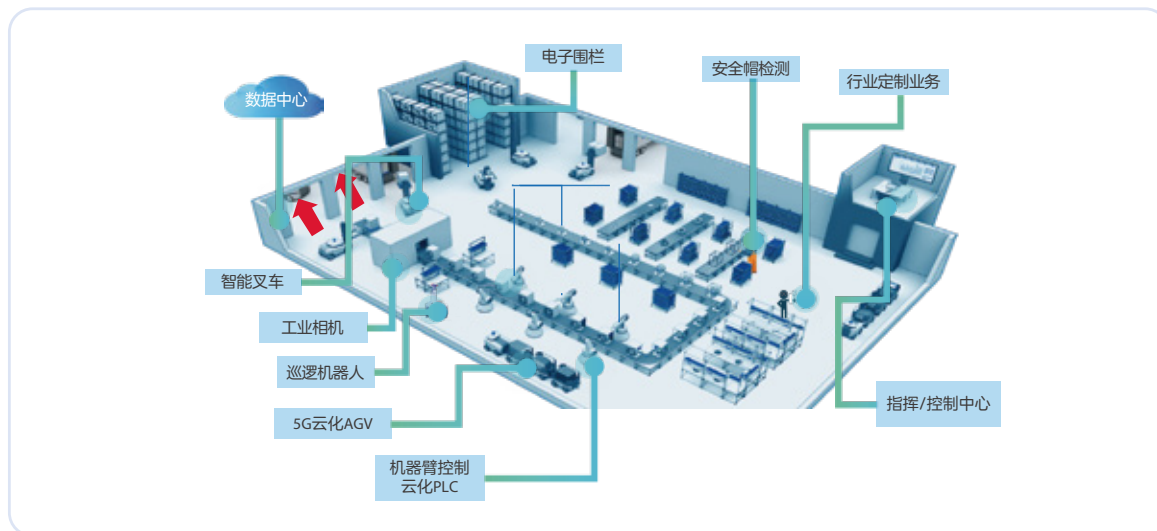 电子围栏
安全帽检测
行业定制业务
数据中心
智能叉车
工业相机
巡逻机器人
5G云化AGV
机器臂控制
云化PLC
指挥/控制中心